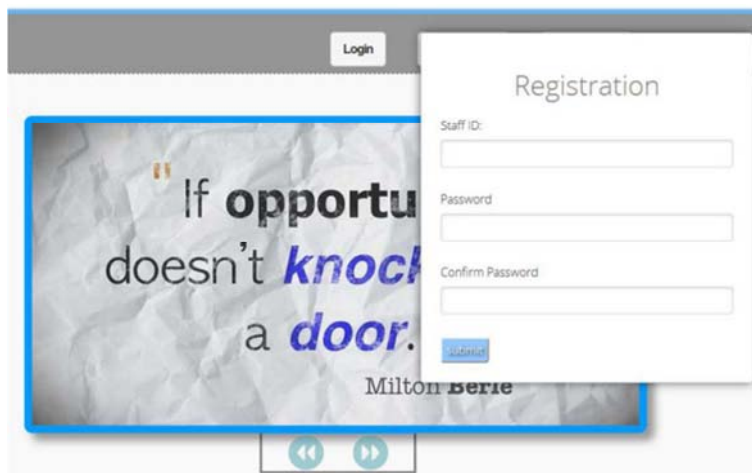 Login
Registration
Staff ID:
Password
Confirm Password
submit
" If opportu
doesn't knock
a door.
Milton Berle